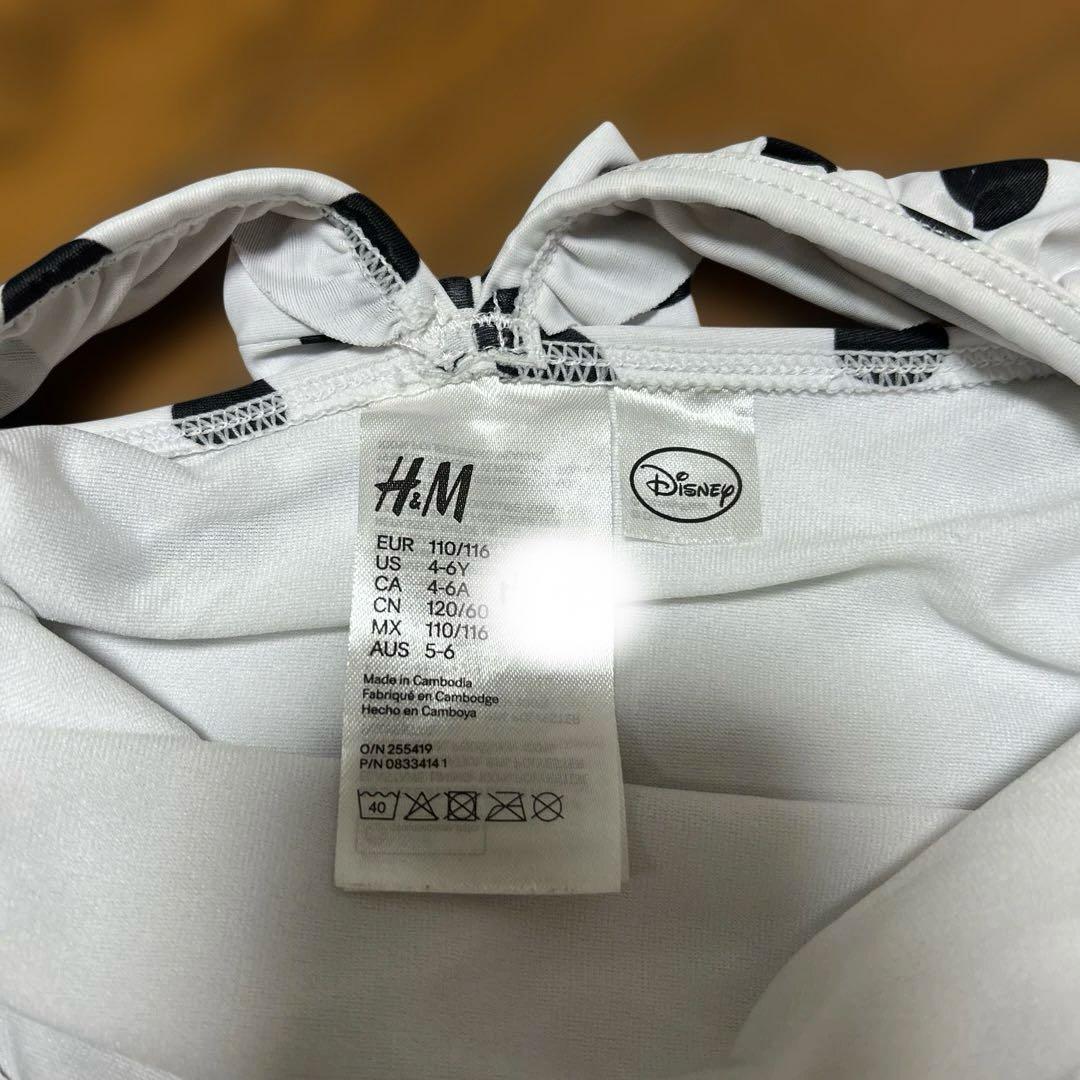 H&M
EUR 110/116
US 4-6Y
CA 4-6A
CN 120/60
MX 110/116
AUS 5-6
Made in Cambodia
Fabriqué en Cambodge
Hecho en Camboya
O/N 255419
P/N 0833414 1
40
Disney